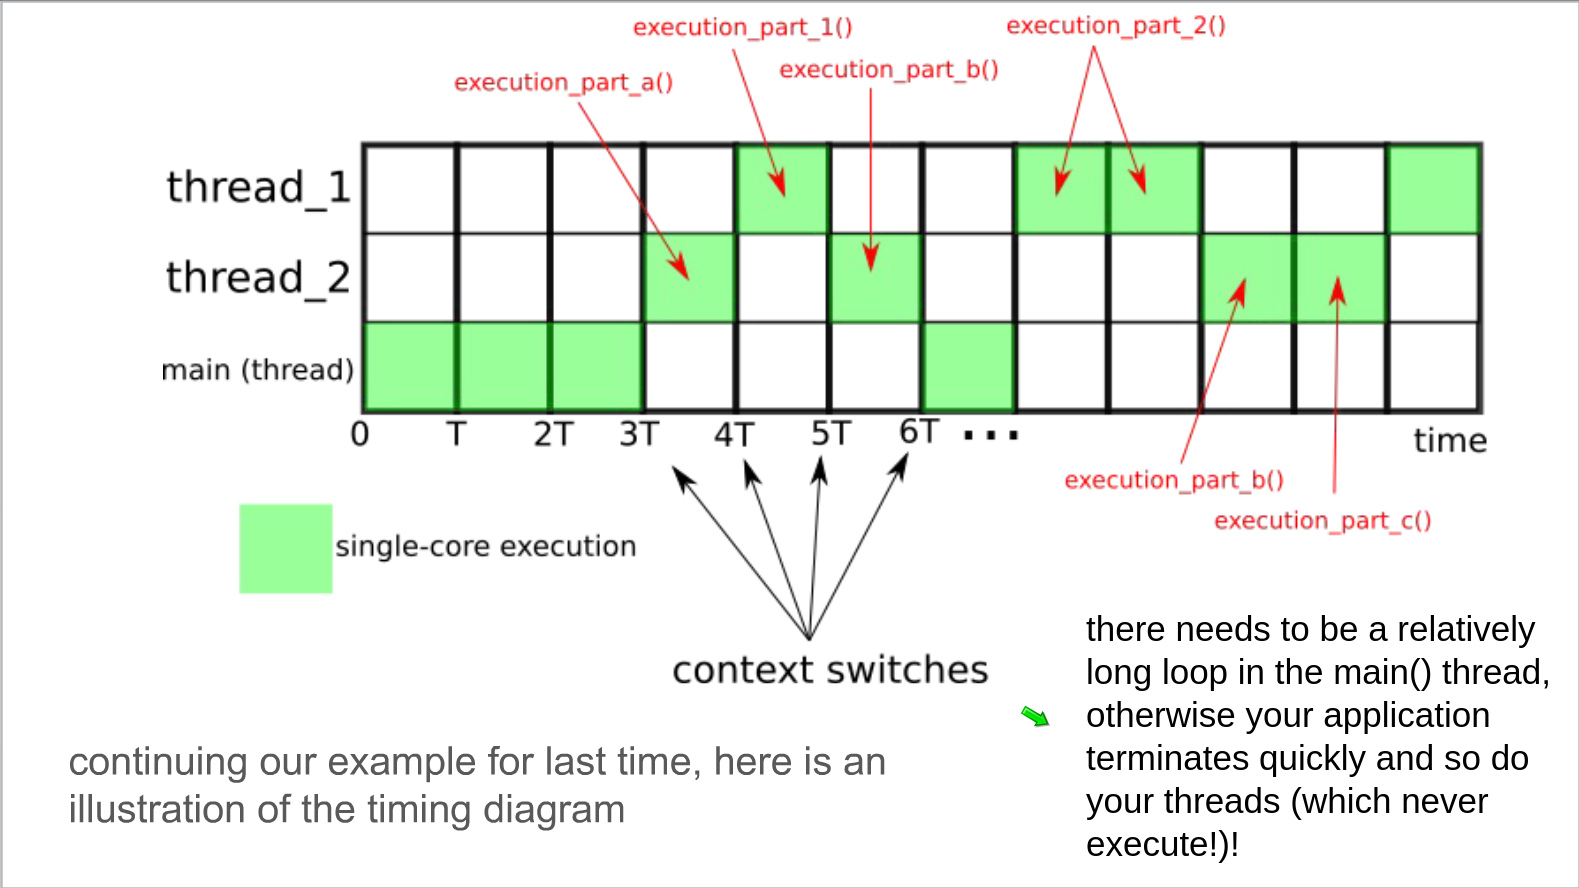 execution_part_1()
execution_part_2()
execution_part_a()
execution_part_b()
thread_1
thread_2
main (thread)
0 T 2T 3T 4T 5T 6T ...
time
execution_part_b()
execution_part_c()
single-core execution
context switches
there needs to be a relatively
long loop in the main() thread,
otherwise your application
terminates quickly and so do
your threads (which never
execute!)!
continuing our example for last time, here is an
illustration of the timing diagram